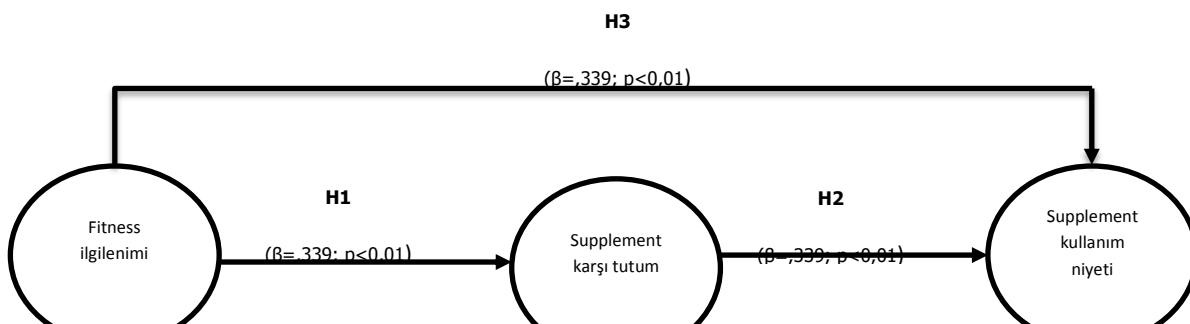 H3
(β=,339; p<0,01)
H1
H2
Fitness
ilgilenimi
(β=,339; p<0,01)
Supplement
karşı tutum
(β=,339; p<0,01)
Supplement
kullanım
niyeti